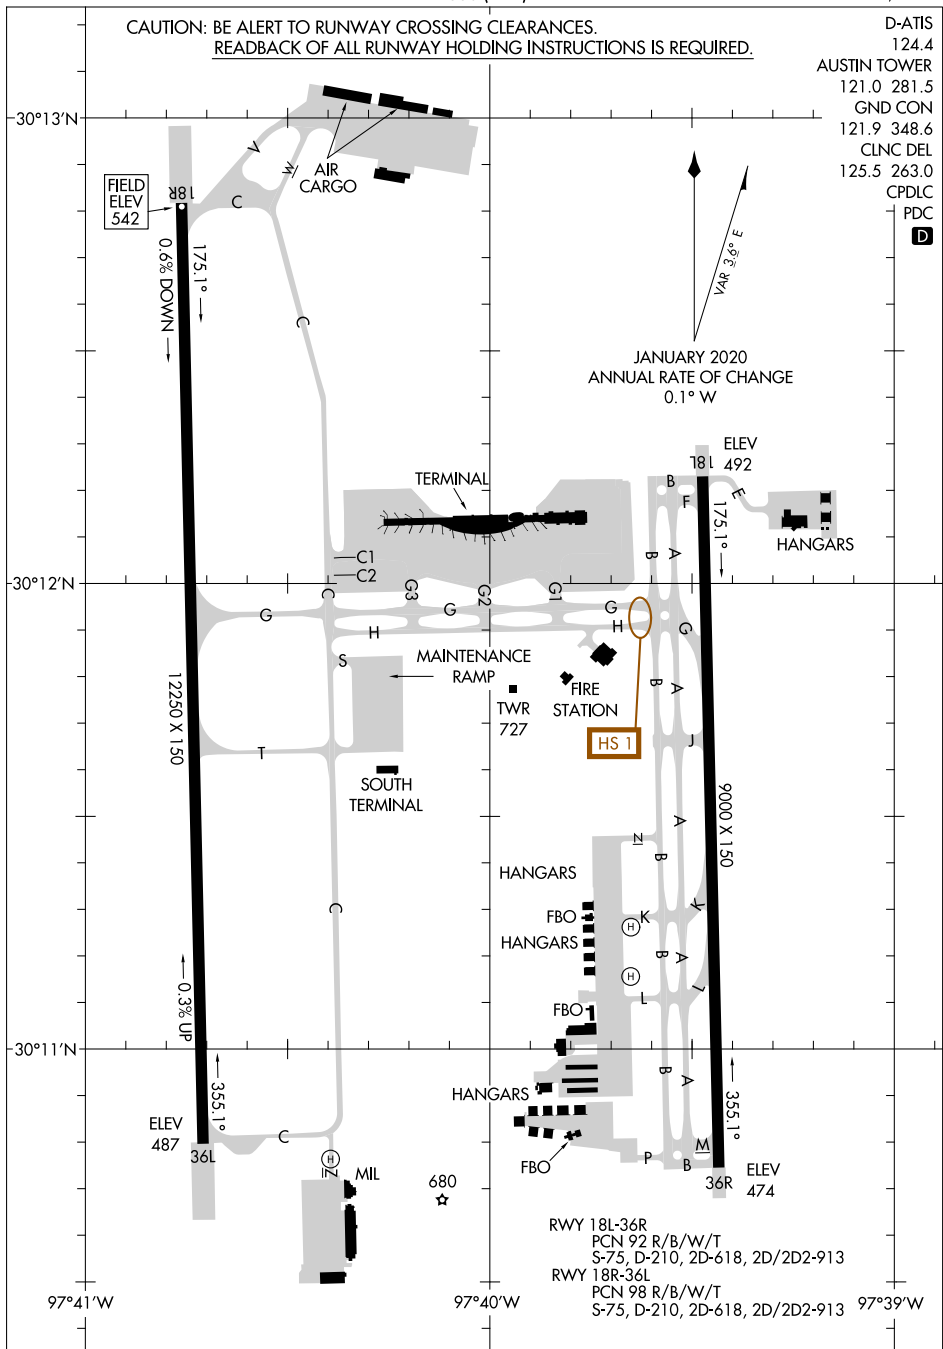 CAUTION: BE ALERT TO RUNWAY CROSSING CLEARANCES.
READBACK OF ALL RUNWAY HOLDING INSTRUCTIONS IS REQUIRED.
D-ATIS
124.4
AUSTIN TOWER
121.0 281.5
GND CON
121.9 348.6
CLNC DEL
125.5 263.0
CPDLC
PDC
D
30°13'N
V
W
AIR
CARGO
FIELD
ELEV
542
18R
C
175.1°
0.6% DOWN
C
VAR 3.6° E
JANUARY 2020
ANNUAL RATE OF CHANGE
0.1° W
ELEV
492
18L
TERMINAL
B
F
E
175.1°
HANGARS
B
A
C1
C2
30°12'N
C
G3
G2
G1
G
G
G
H
H
G
S
MAINTENANCE
RAMP
B
A
FIRE
STATION
TWR
727
12250 X 150
HS 1
J
T
SOUTH
TERMINAL
9000 X 150
A
N
B
HANGARS
FBO
K
K
C
H
HANGARS
B
A
H
L
L
0.3% UP
FBO
30°11'N
355.1°
B
A
355.1°
HANGARS
ELEV
487
C
36L
H
N
MIL
FBO
P
B
M
36R
ELEV
474
680
RWY 18L-36R
PCN 92 R/B/W/T
S-75, D-210, 2D-618, 2D/2D2-913
RWY 18R-36L
PCN 98 R/B/W/T
S-75, D-210, 2D-618, 2D/2D2-913
97°41'W
97°40'W
97°39'W